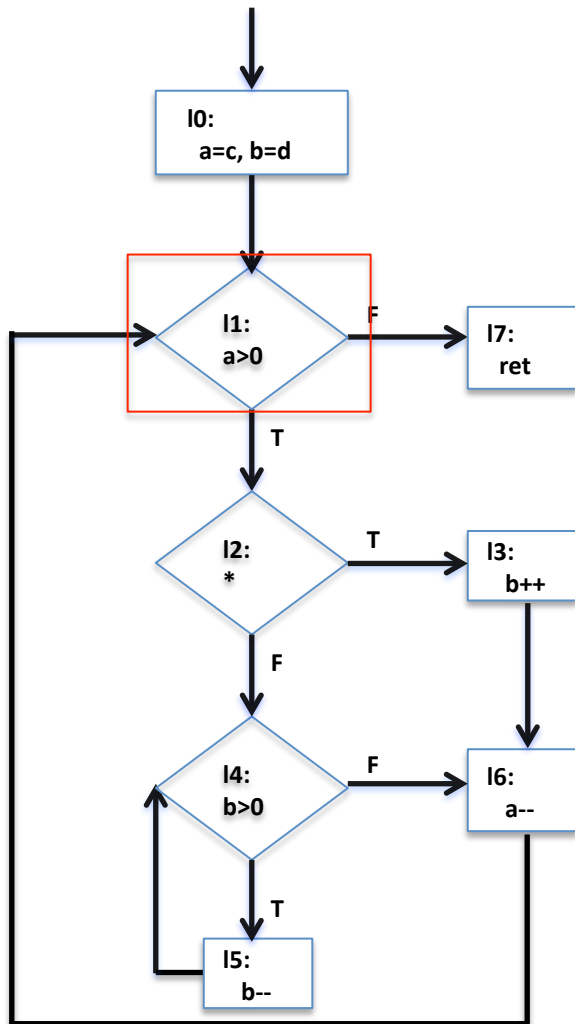 l0:
a=c, b=d
l1:
a>0
F
l7:
ret
T
l2:
*
T
l3:
b++
F
l4:
b>0
F
l6:
a--
T
l5:
b--